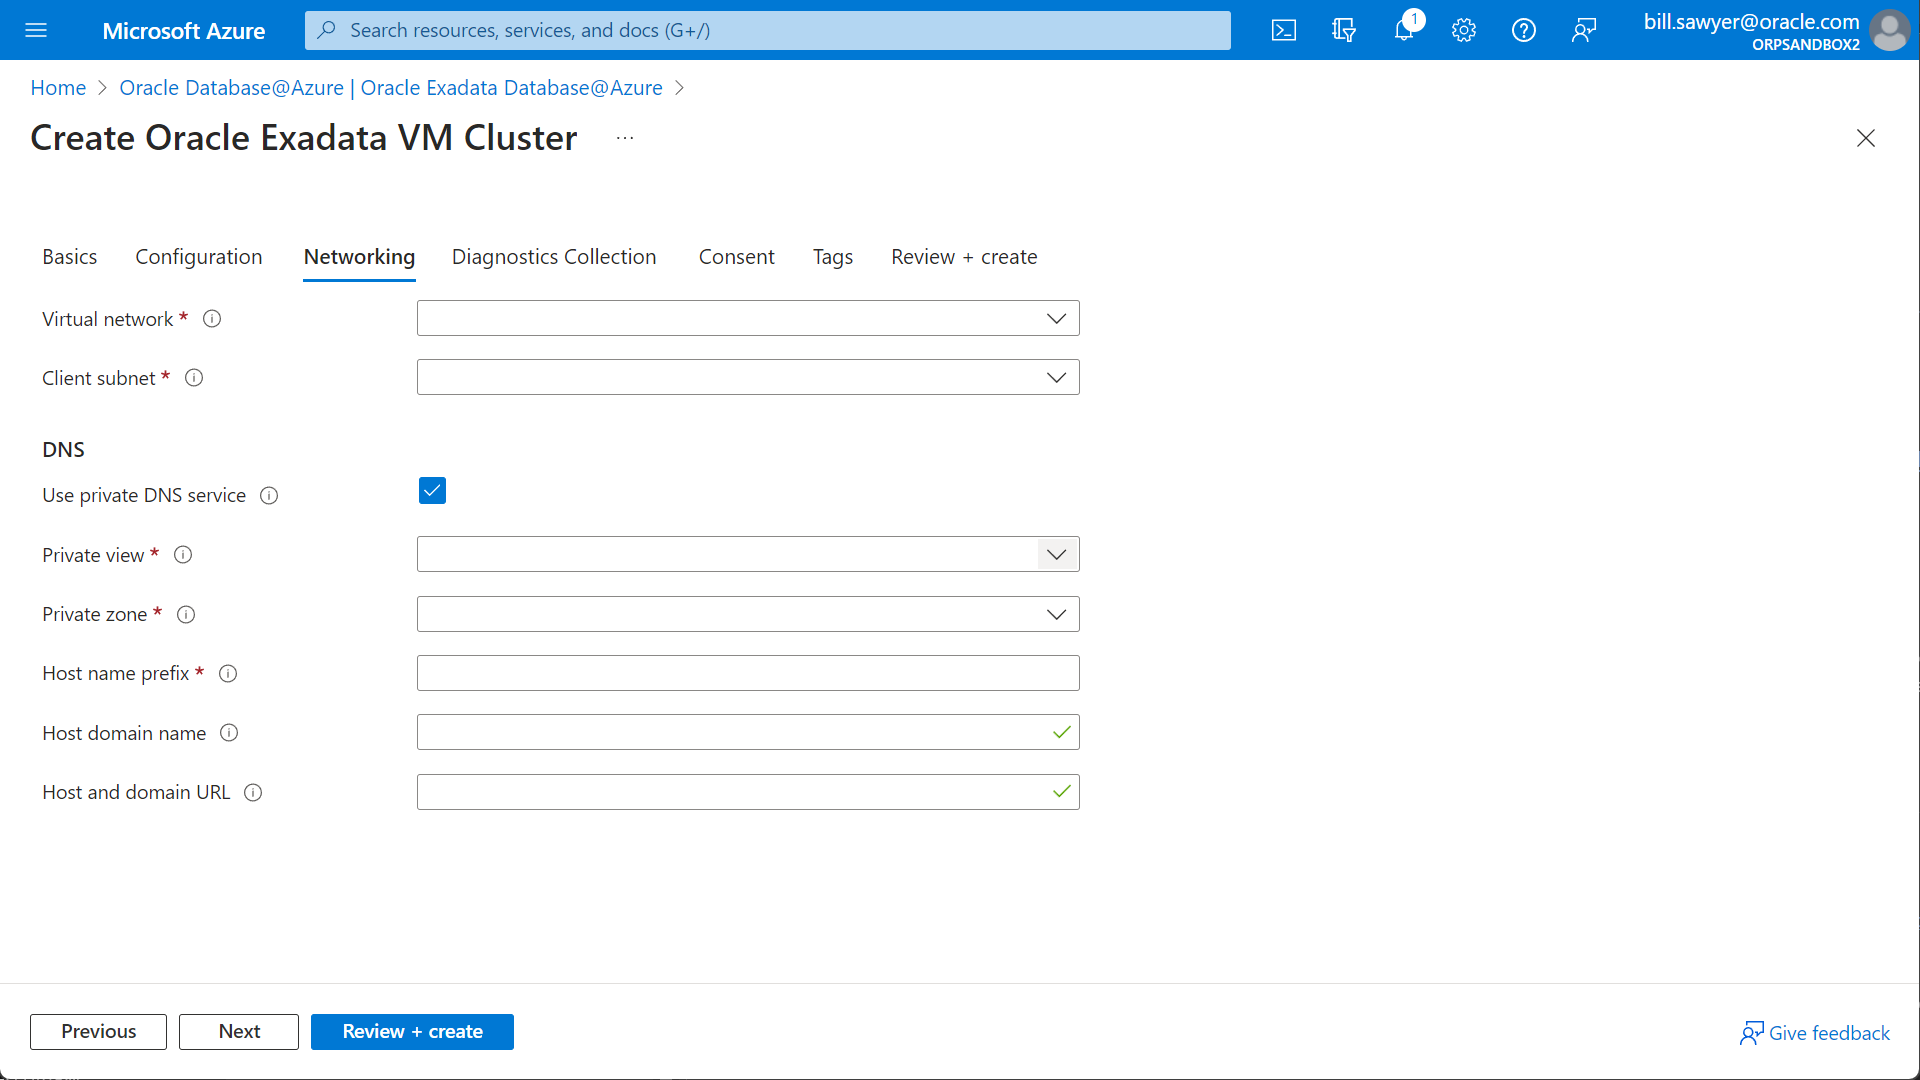 Microsoft Azure
Search resources, services, and docs (G+/)
1
bill.sawyer@oracle.com
ORPSANDBOX2
Home > Oracle Database@Azure | Oracle Exadata Database@Azure >
Create Oracle Exadata VM Cluster ...
Basics Configuration Networking Diagnostics Collection Consent Tags Review + create
Virtual network *
Client subnet *
DNS
Use private DNS service
Private view *
Private zone *
Host name prefix *
Host domain name
Host and domain URL
Previous Next Review + create Give feedback